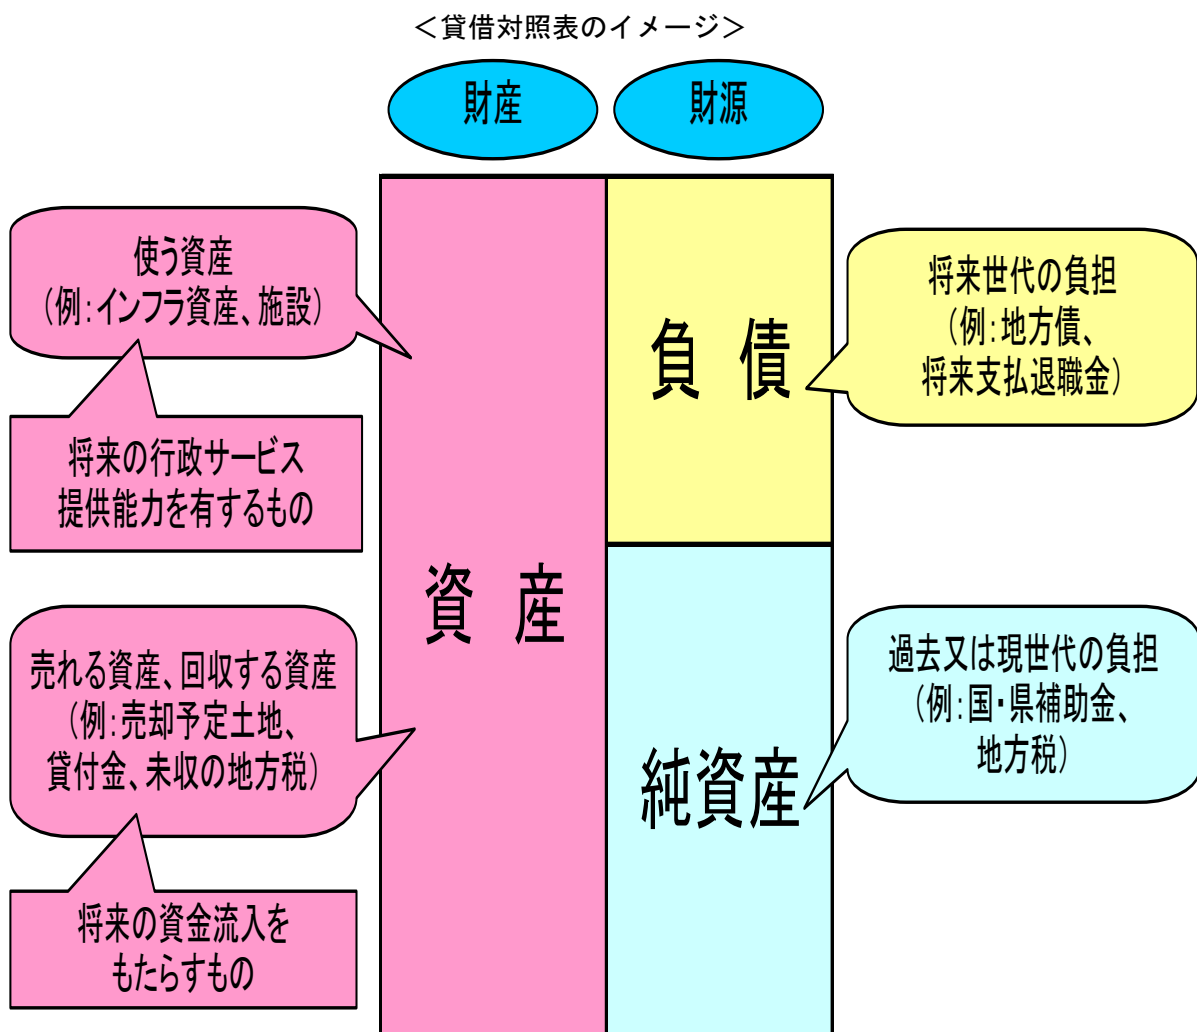 ＜貸借対照表のイメージ＞
財産
財源
使う資産
（例：インフラ資産、施設）
将来の行政サービス
提供能力を有するもの
売れる資産、回収する資産
（例：売却予定土地、
貸付金、未収の地方税）
将来の資金流入を
もたらすもの
資　産
負　債
純資産
将来世代の負担
（例：地方債、
将来支払退職金）
過去又は現世代の負担
（例：国・県補助金、
地方税）